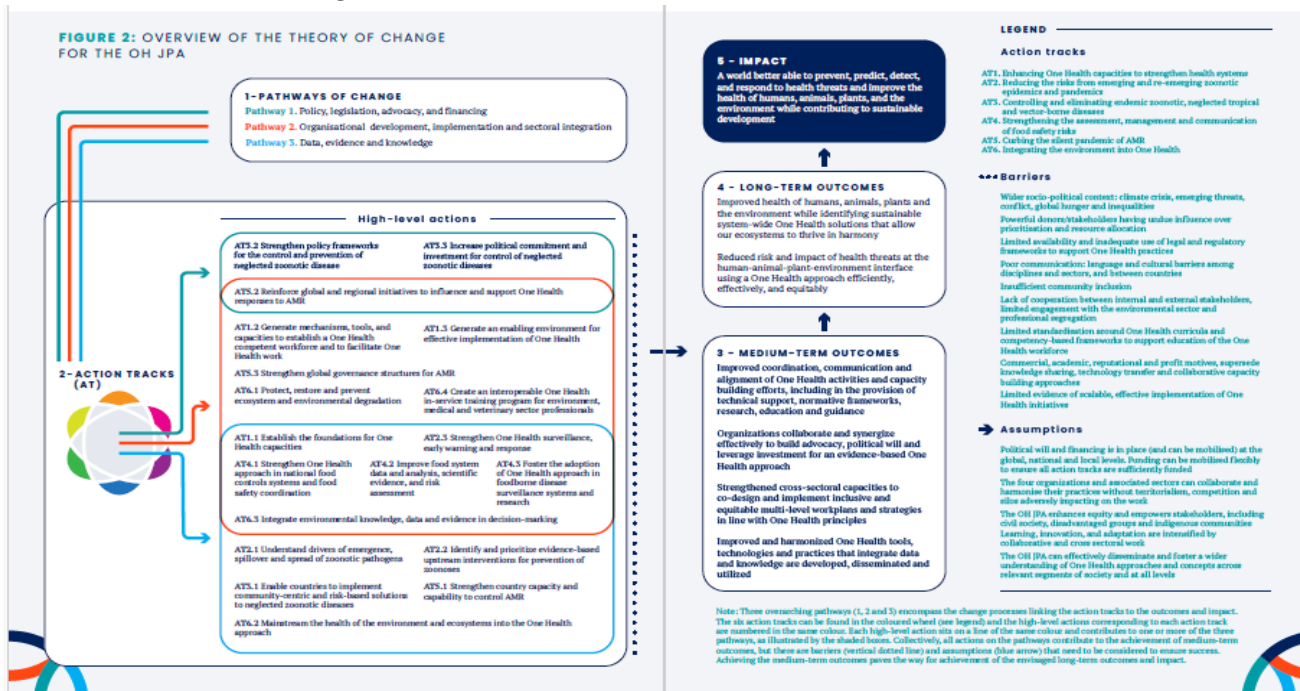 FIGURE 2: OVERVIEW OF THE THEORY OF CHANGE
FOR THE OH JPA
1-PATHWAYS OF CHANGE
Pathway 1. Policy, legislation, advocacy, and financing
Pathway 2. Organisational development, implementation and sectoral integration
Pathway 3. Data, evidence and knowledge
2-ACTION TRACKS
(AT)
High-level actions
AT3.2 Strengthen policy frameworks
for the control and prevention of
neglected zoonotic disease
AT3.3 Increase political commitment and
investment for control of neglected
zoonotic diseases
AT5.2 Reinforce global and regional initiatives to influence and support One Health
responses to AMR
AT1.2 Generate mechanisms, tools, and
capacities to establish a One Health
competent workforce and to facilitate One
Health work
AT1.3 Generate an enabling environment for
effective implementation of One Health
AT5.3 Strengthen global governance structures for AMR
AT6.1 Protect, restore and prevent
ecosystem and environmental degradation
AT6.4 Create an interoperable One Health
in-service training program for environment,
medical and veterinary sector professionals
AT1.1 Establish the foundations for One
Health capacities
AT2.3 Strengthen One Health surveillance,
early warning and response
AT4.1 Strengthen One Health
approach in national food
controls systems and food
safety coordination
AT4.2 Improve food system
data and analysis, scientific
evidence, and risk
assessment
AT4.3 Foster the adoption
of One Health approach in
foodborne disease
surveillance systems and
research
AT6.3 Integrate environmental knowledge, data and evidence in decision-marking
AT2.1 Understand drivers of emergence,
spillover and spread of zoonotic pathogens
AT2.2 Identify and prioritize evidence-based
upstream interventions for prevention of
zoonoses
AT3.1 Enable countries to implement
community-centric and risk-based solutions
to neglected zoonotic diseases
AT5.1 Strengthen country capacity and
capability to control AMR
AT6.2 Mainstream the health of the environment and ecosystems into the One Health
approach
5 - IMPACT
A world better able to prevent, predict, detect,
and respond to health threats and improve the
health of humans, animals, plants, and the
environment while contributing to sustainable
development
4 - LONG-TERM OUTCOMES
Improved health of humans, animals, plants and
the environment while identifying sustainable
system-wide One Health solutions that allow
our ecosystems to thrive in harmony
Reduced risk and impact of health threats at the
human-animal-plant-environment interface
using a One Health approach efficiently,
effectively, and equitably
3 - MEDIUM-TERM OUTCOMES
Improved coordination, communication and
alignment of One Health activities and capacity
building efforts, including in the provision of
technical support, normative frameworks,
research, education and guidance
Organizations collaborate and synergize
effectively to build advocacy, political will and
leverage investment for an evidence-based One
Health approach
Strengthened cross-sectoral capacities to
co-design and implement inclusive and
equitable multi-level workplans and strategies
in line with One Health principles
Improved and harmonized One Health tools,
technologies and practices that integrate data
and knowledge are developed, disseminated and
utilized
LEGEND
Action tracks
AT1. Enhancing One Health capacities to strengthen health systems
AT2. Reducing the risks from emerging and re-emerging zoonotic
epidemics and pandemics
AT3. Controlling and eliminating endemic zoonotic, neglected tropical
and vector-borne diseases
AT4. Strengthening the assessment, management and communication
of food safety risks
AT5. Curbing the silent pandemic of AMR
AT6. Integrating the environment into One Health
Barriers
Wider socio-political context: climate crisis, emerging threats,
conflict, global hunger and inequalities
Powerful donors/stakeholders having undue influence over
prioritisation and resource allocation
Limited availability and inadequate use of legal and regulatory
frameworks to support One Health practices
Poor communication: language and cultural barriers among
disciplines and sectors, and between countries
Insufficient community inclusion
Lack of cooperation between internal and external stakeholders,
limited engagement with the environmental sector and
professional segregation
Limited standardisation around One Health curricula and
competency-based frameworks to support education of the One
Health workforce
Commercial, academic, reputational and profit motives, supersede
knowledge sharing, technology transfer and collaborative capacity
building approaches
Limited evidence of scalable, effective implementation of One
Health initiatives
Assumptions
Political will and financing is in place (and can be mobilised) at the
global, national and local levels. Funding can be mobilised flexibly
to ensure all action tracks are sufficiently funded
The four organizations and associated sectors can collaborate and
harmonise their practices without territorialism, competition and
silos adversely impacting on the work
The OH JPA enhances equity and empowers stakeholders, including
civil society, disadvantaged groups and indigenous communities
Learning, innovation, and adaptation are intensified by
collaborative and cross sectoral work
The OH JPA can effectively disseminate and foster a wider
understanding of One Health approaches and concepts across
relevant segments of society and at all levels
Note: Three overarching pathways (1, 2 and 3) encompass the change processes linking the action tracks to the outcomes and impact.
The six action tracks can be found in the coloured wheel (see legend) and the high-level actions corresponding to each action track
are numbered in the same colour. Each high-level action sits on a line of the same colour and contributes to one or more of the three
pathways, as illustrated by the shaded boxes. Collectively, all actions on the pathways contribute to the achievement of medium-term
outcomes, but there are barriers (vertical dotted line) and assumptions (blue arrow) that need to be considered to ensure success.
Achieving the medium-term outcomes paves the way for achievement of the envisaged long-term outcomes and impact.